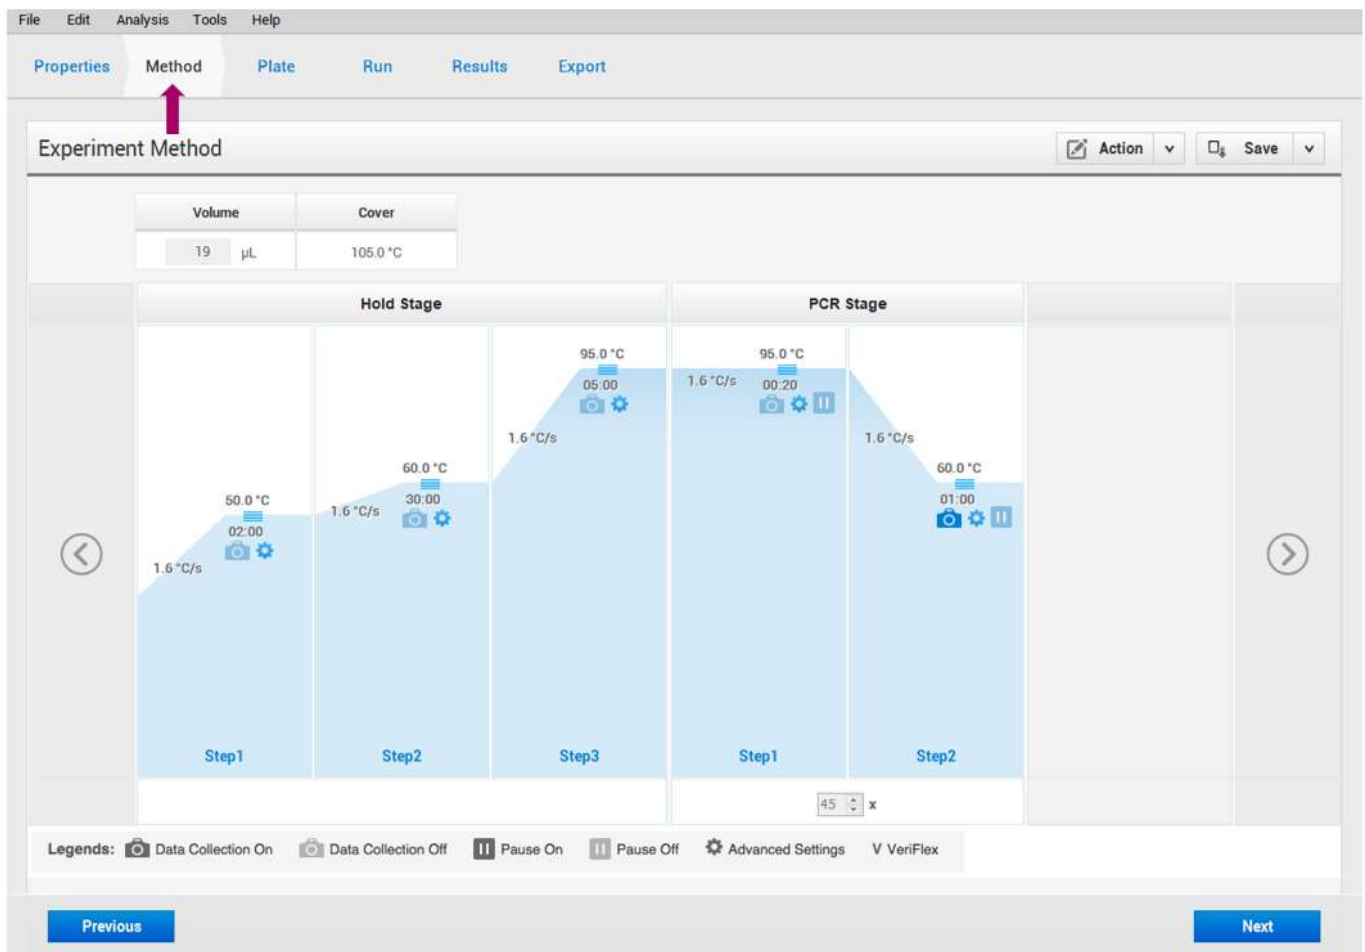 File Edit Analysis Tools Help
Properties Method Plate Run Results Export
Experiment Method
Action
Save
Volume Cover
19 µL 105.0 °C
Hold Stage PCR Stage
95.0 °C 95.0 °C
05:00 1.6 °C/s 00:20
1.6 °C/s 1.6 °C/s
60.0 °C 60.0 °C
50.0 °C 1.6 °C/s 30:00 01:00
02:00
1.6 °C/s
Step1 Step2 Step3 Step1 Step2
45 x
Legends: Data Collection On Data Collection Off Pause On Pause Off Advanced Settings V VeriFlex
Previous Next